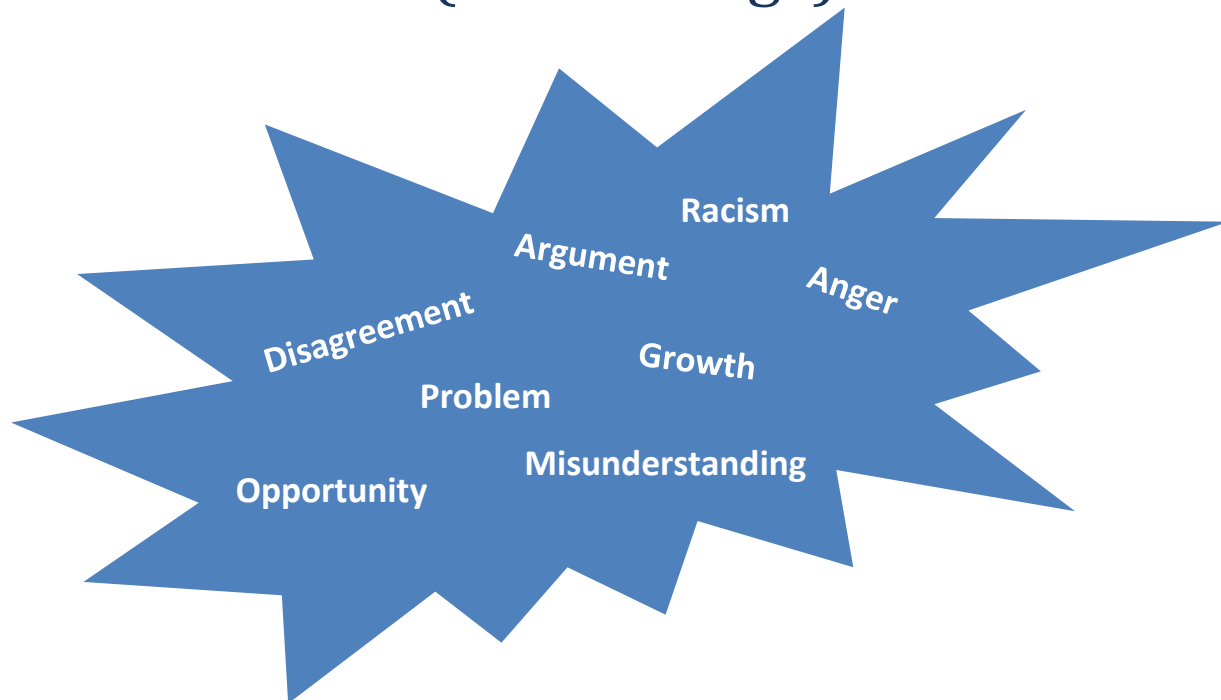 Racism
Argument
Anger
Disagreement
Growth
Problem
Misunderstanding
Opportunity